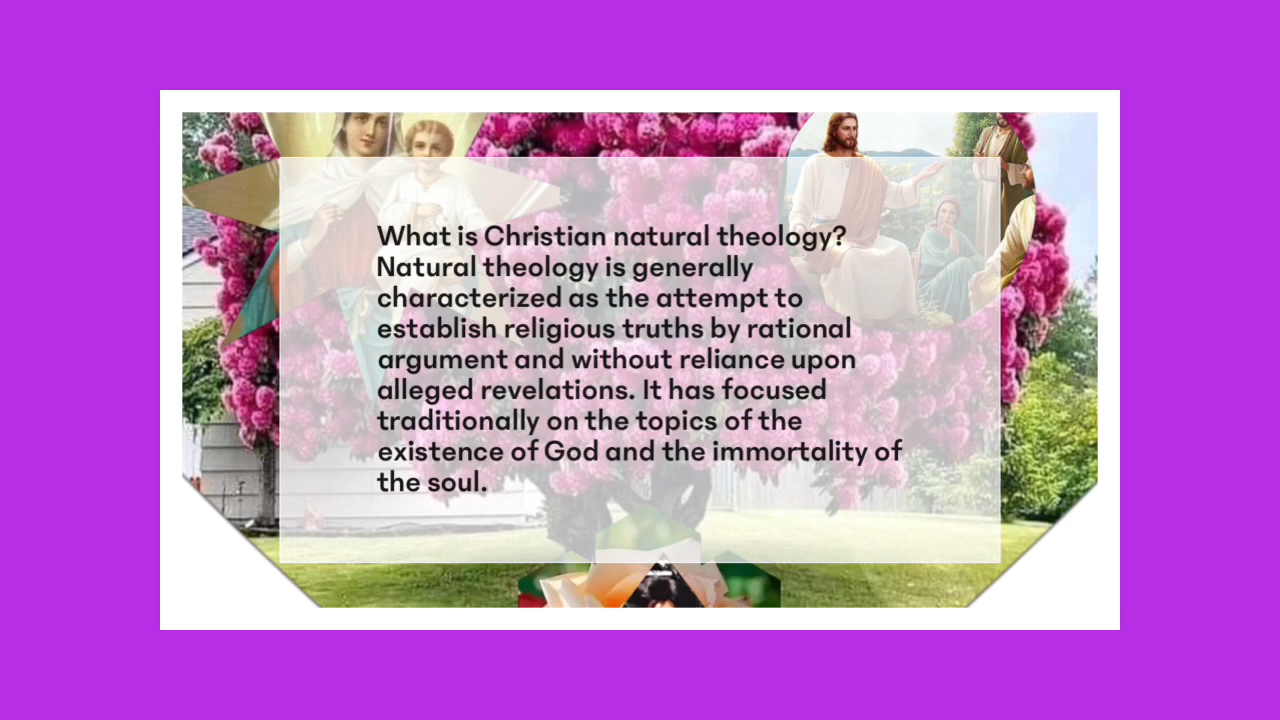 What is Christian natural theology?
Natural theology is generally
characterized as the attempt to
establish religious truths by rational
argument and without reliance upon
alleged revelations. It has focused
traditionally on the topics of the
existence of God and the immortality of
the soul.